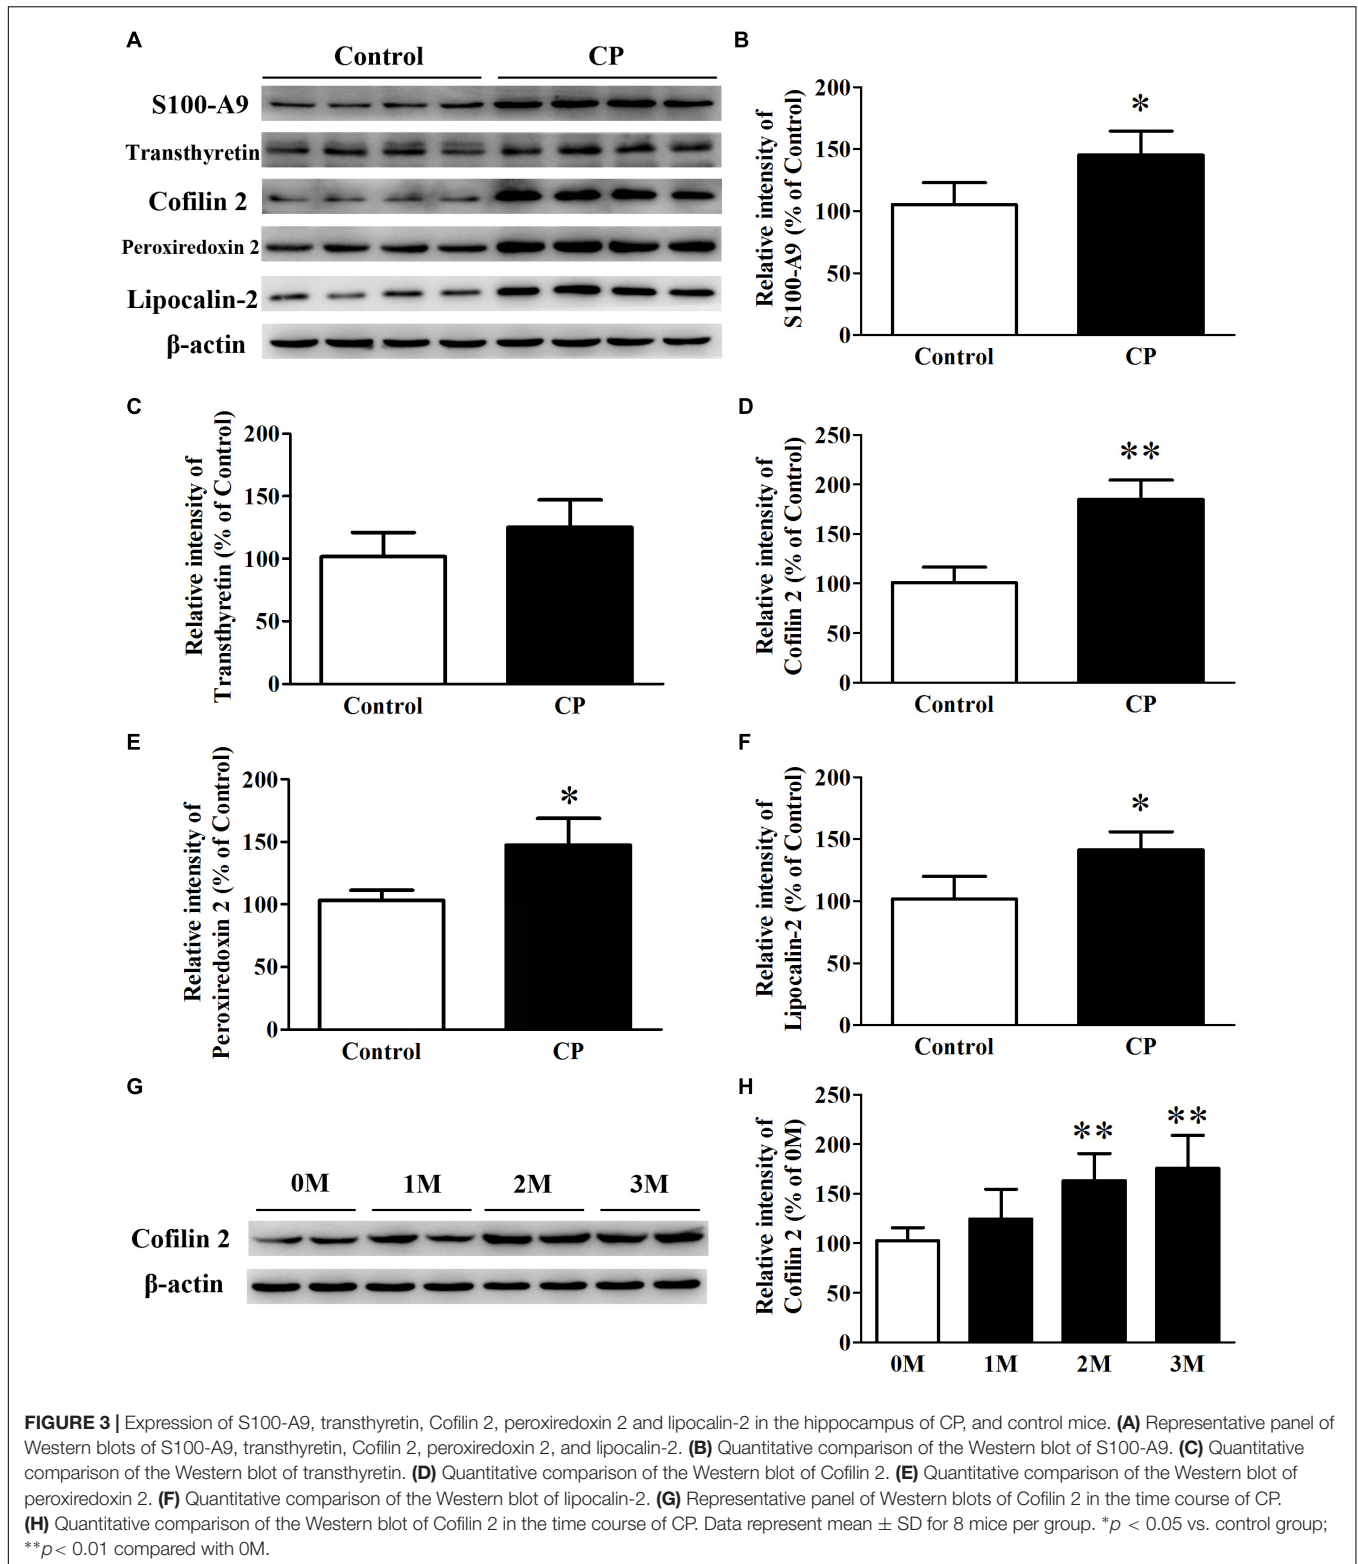 A
Control CP
S100-A9
Transthyretin
Cofilin 2
Peroxiredoxin 2
Lipocalin-2
β-actin
B
Relative intensity of
S100-A9 (% of Control)
200
150
100
50
0
*
Control CP
C
Relative intensity of
Transthyretin (% of Control)
200
150
100
50
0
Control CP
D
Relative intensity of
Cofilin 2 (% of Control)
250
200
150
100
50
0
**
Control CP
E
Relative intensity of
Peroxiredoxin 2 (% of Control)
200
150
100
50
0
*
Control CP
F
Relative intensity of
Lipocalin-2 (% of Control)
200
150
100
50
0
*
Control CP
G
0M 1M 2M 3M
Cofilin 2
β-actin
H
Relative intensity of
Cofilin 2 (% of 0M)
250
200
150
100
50
0
** **
0M 1M 2M 3M
FIGURE 3 | Expression of S100-A9, transthyretin, Cofilin 2, peroxiredoxin 2 and lipocalin-2 in the hippocampus of CP, and control mice. (A) Representative panel of
Western blots of S100-A9, transthyretin, Cofilin 2, peroxiredoxin 2, and lipocalin-2. (B) Quantitative comparison of the Western blot of S100-A9. (C) Quantitative
comparison of the Western blot of transthyretin. (D) Quantitative comparison of the Western blot of Cofilin 2. (E) Quantitative comparison of the Western blot of
peroxiredoxin 2. (F) Quantitative comparison of the Western blot of lipocalin-2. (G) Representative panel of Western blots of Cofilin 2 in the time course of CP.
(H) Quantitative comparison of the Western blot of Cofilin 2 in the time course of CP. Data represent mean ± SD for 8 mice per group. *p < 0.05 vs. control group;
**p< 0.01 compared with 0M.